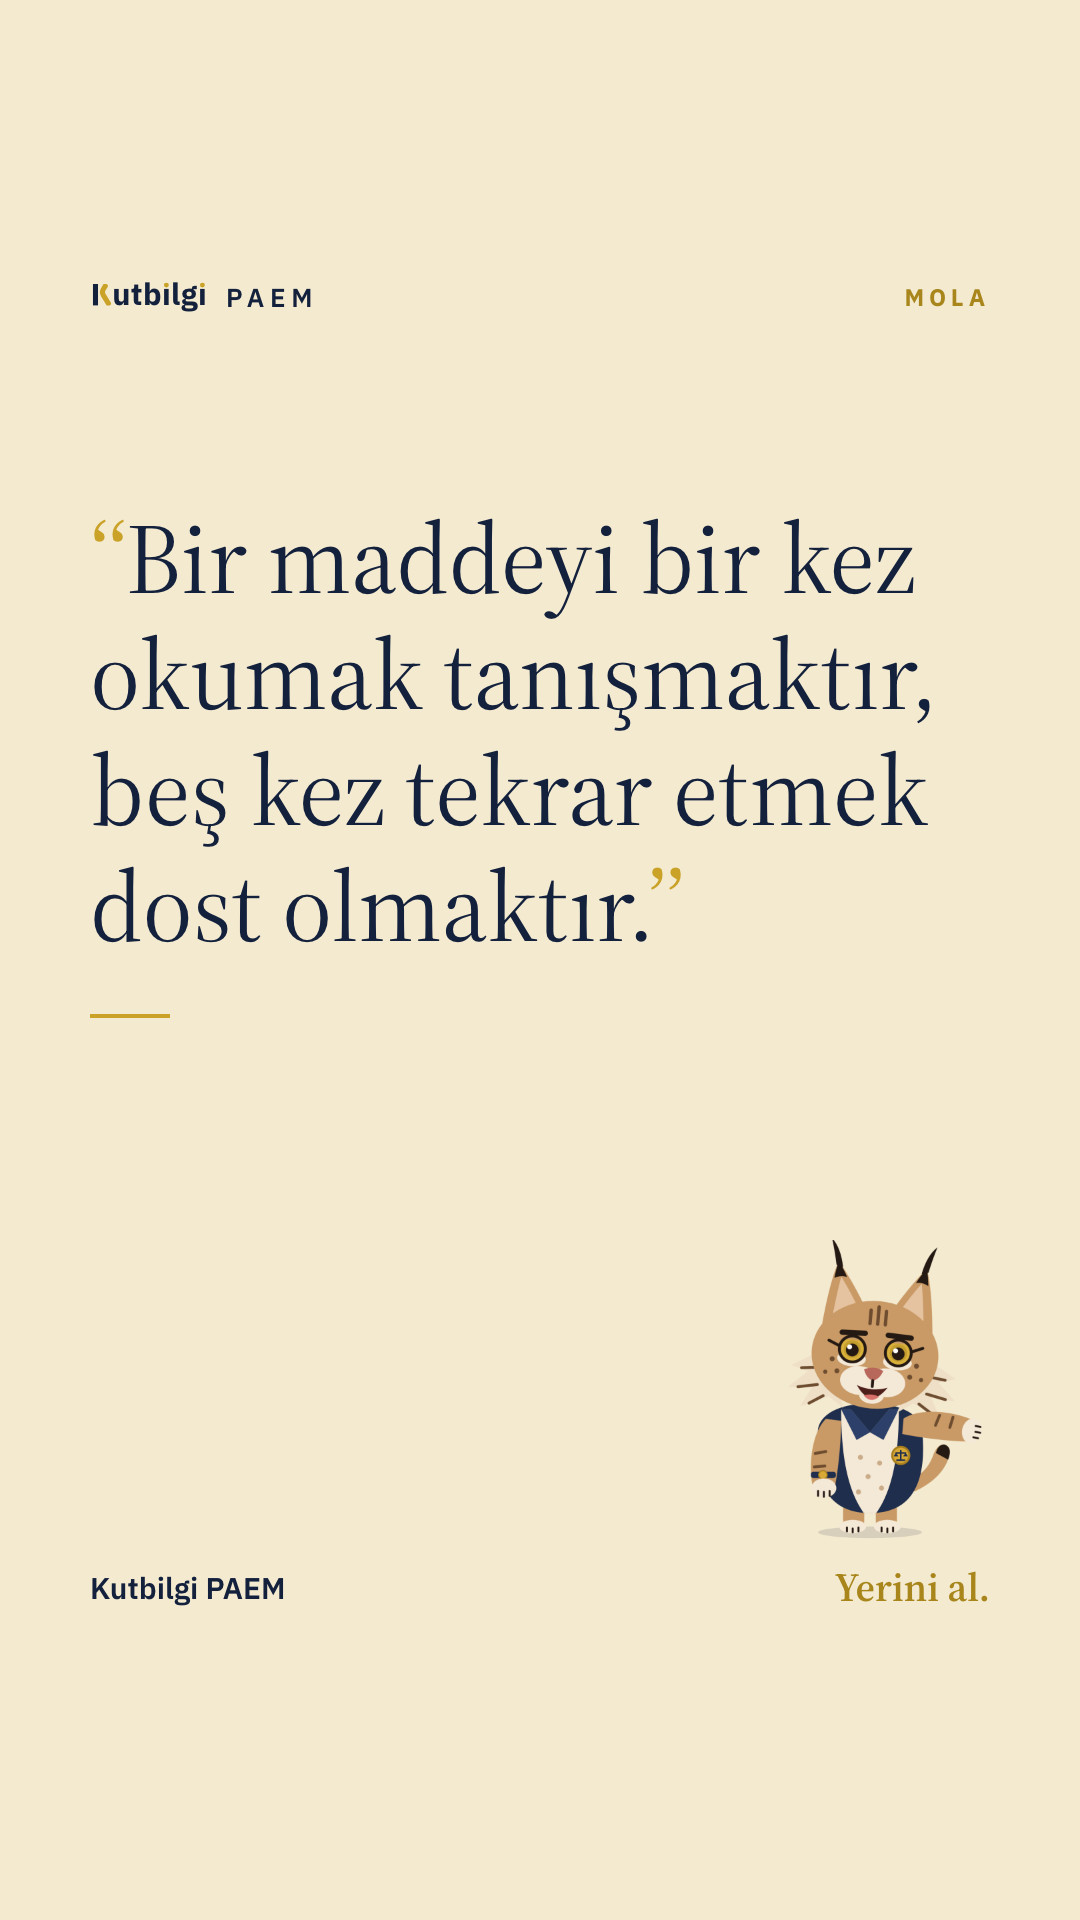 Kutbilgi PAEM
MOLA
“Bir maddeyi bir kez
okumak tanışmaktır,
beş kez tekrar etmek
dost olmaktır.”
Kutbilgi PAEM
Yerini al.